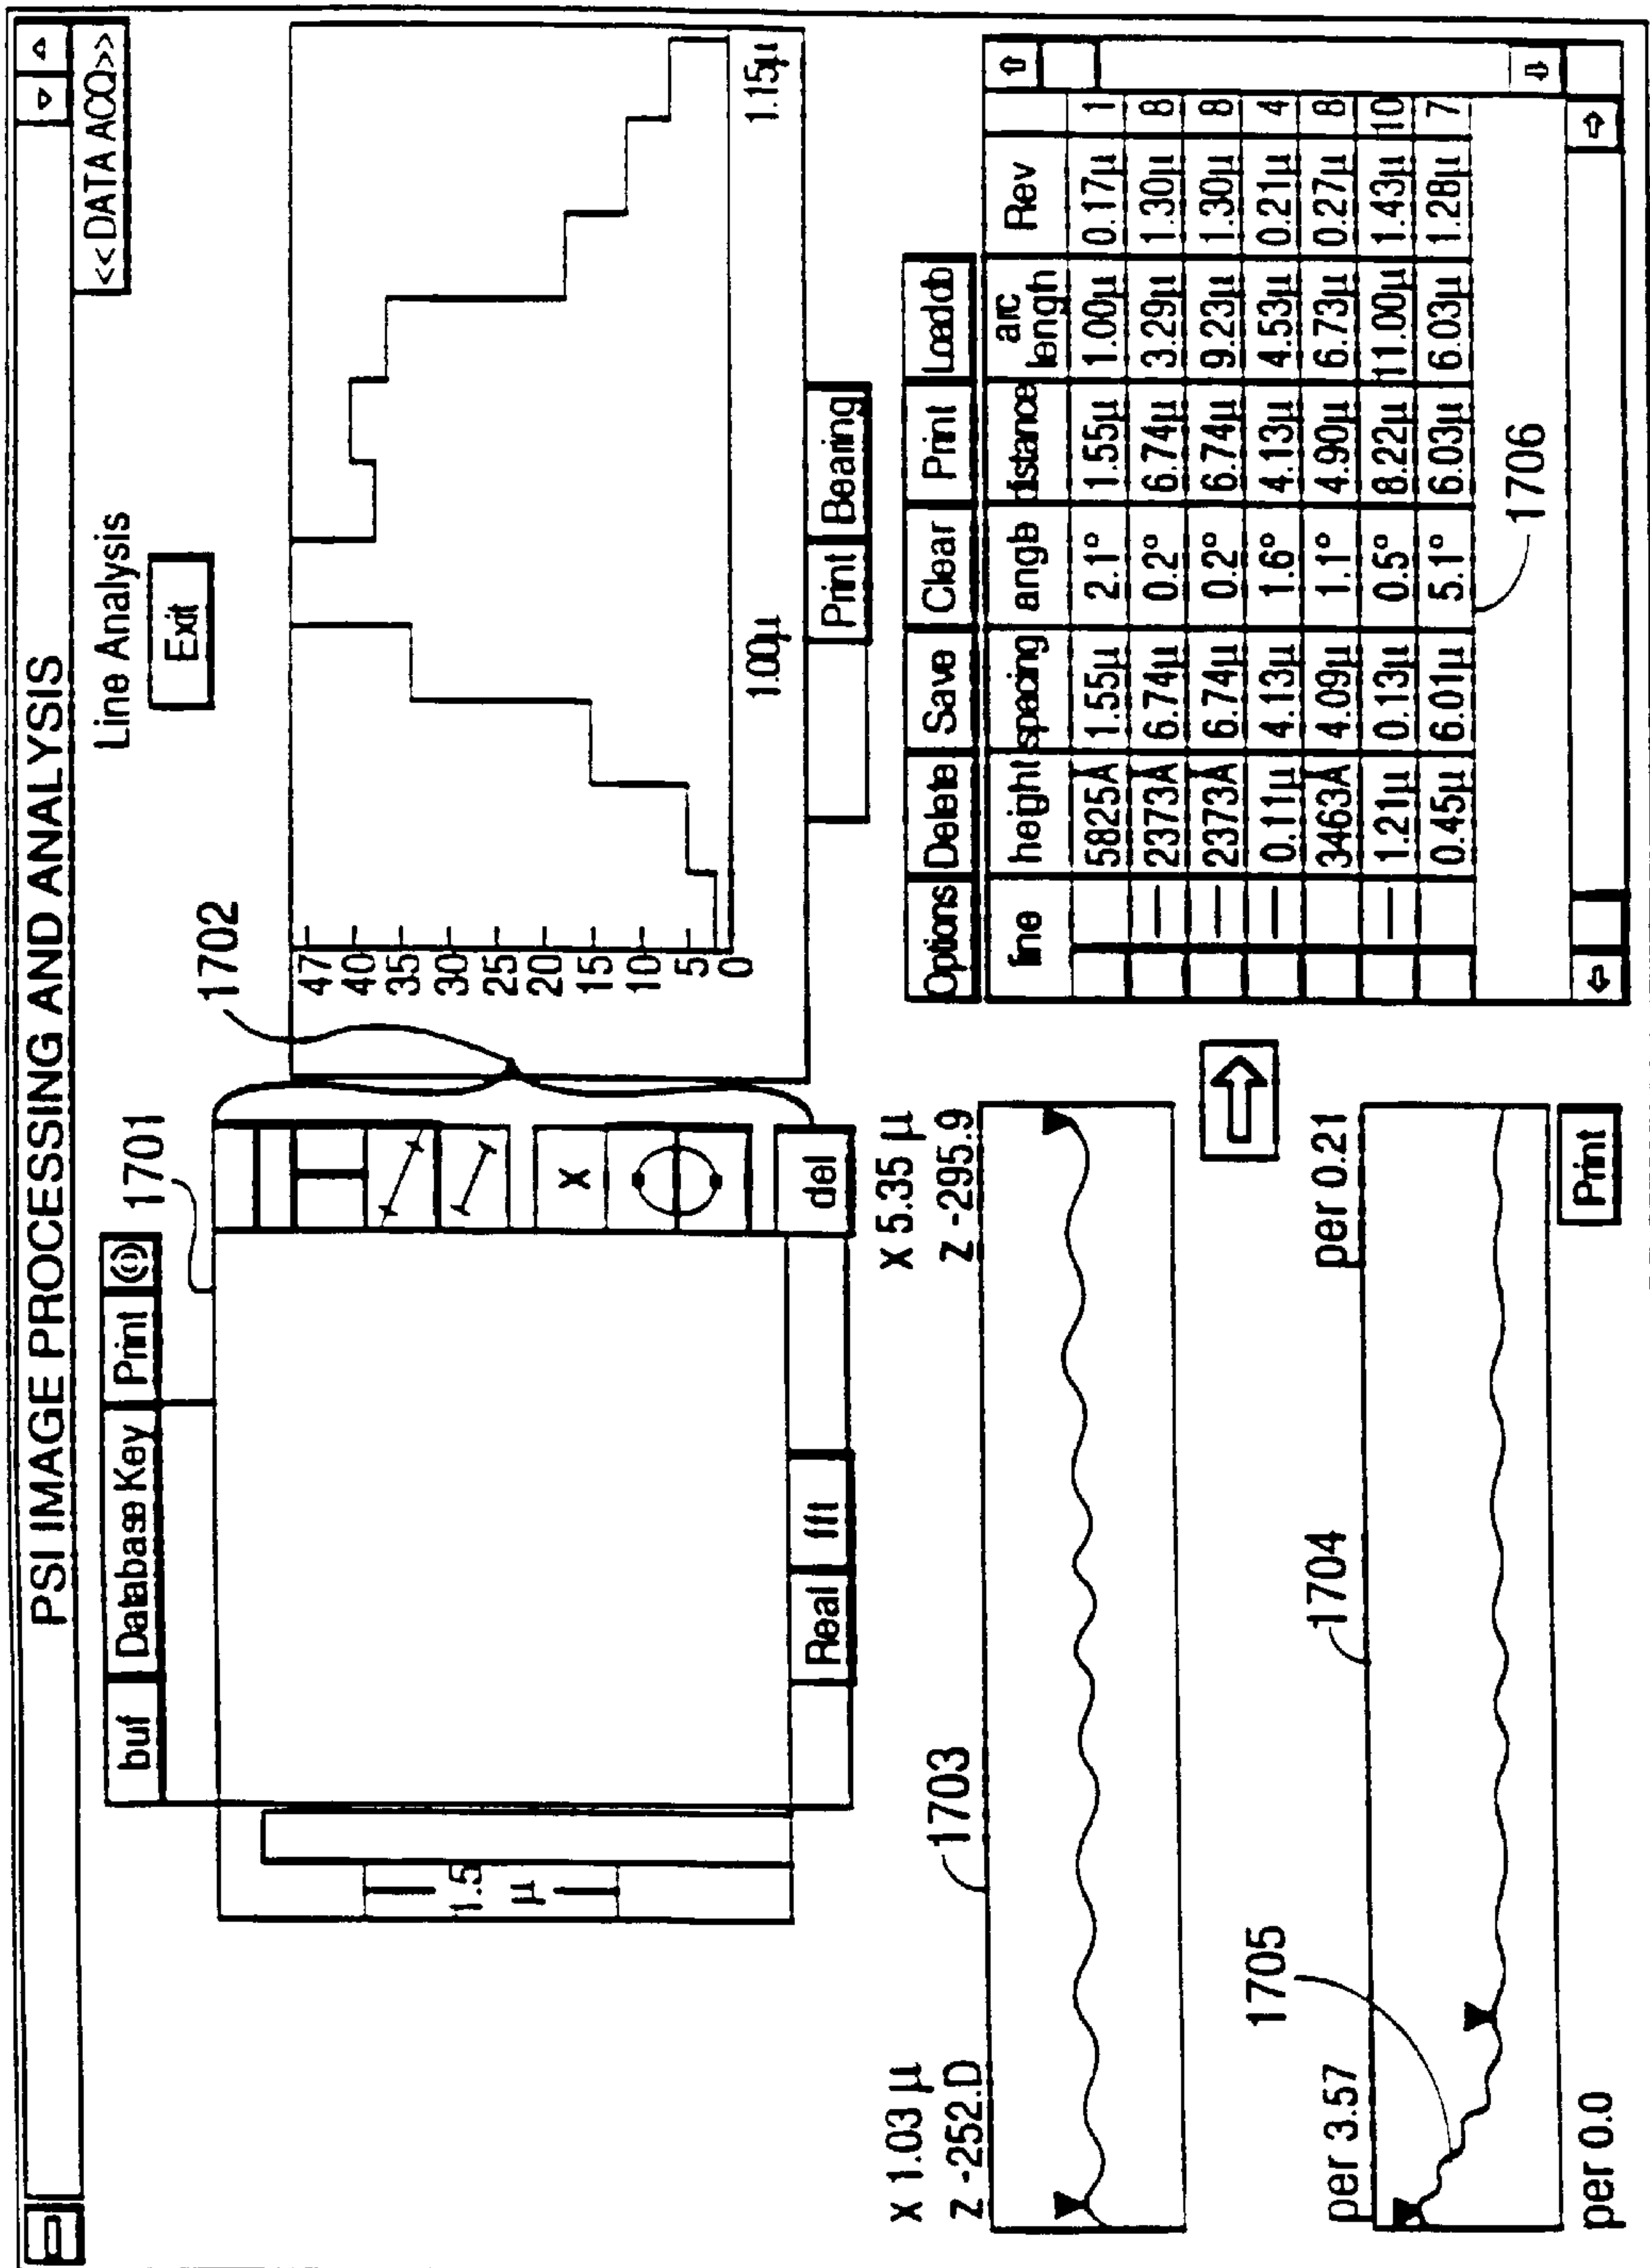 PSI IMAGE PROCESSING AND ANALYSIS
<<DATA ACQ>>
Line Analysis
Exit
buf Database Key Print
1701
1702
1.5
μ
X
del
Real fft
47
40
35
30
25
20
15
10
5
0
1.00μ 1.15μ
Print Bearing
x 1.03 μ x 5.35 μ
z -252.D z -295.9
1703
per 3.57 per 0.21
1704
1705
per 0.0
Print
Options Delete Save Clear Print Loaddb
line height spacing angle distance arc length Rev
5825Å 1.55μ 2.1° 1.55μ 1.00μ 0.17μ 1
— 2373Å 6.74μ 0.2° 6.74μ 3.29μ 1.30μ 8
— 2373Å 6.74μ 0.2° 6.74μ 9.23μ 1.30μ 8
— 0.11μ 4.13μ 1.6° 4.13μ 4.53μ 0.21μ 4
3463Å 4.09μ 1.1° 4.90μ 6.73μ 0.27μ 8
— 1.21μ 0.13μ 0.5° 8.22μ 11.00μ 1.43μ 10
0.45μ 6.01μ 5.1° 6.03μ 6.03μ 1.28μ 7
1706